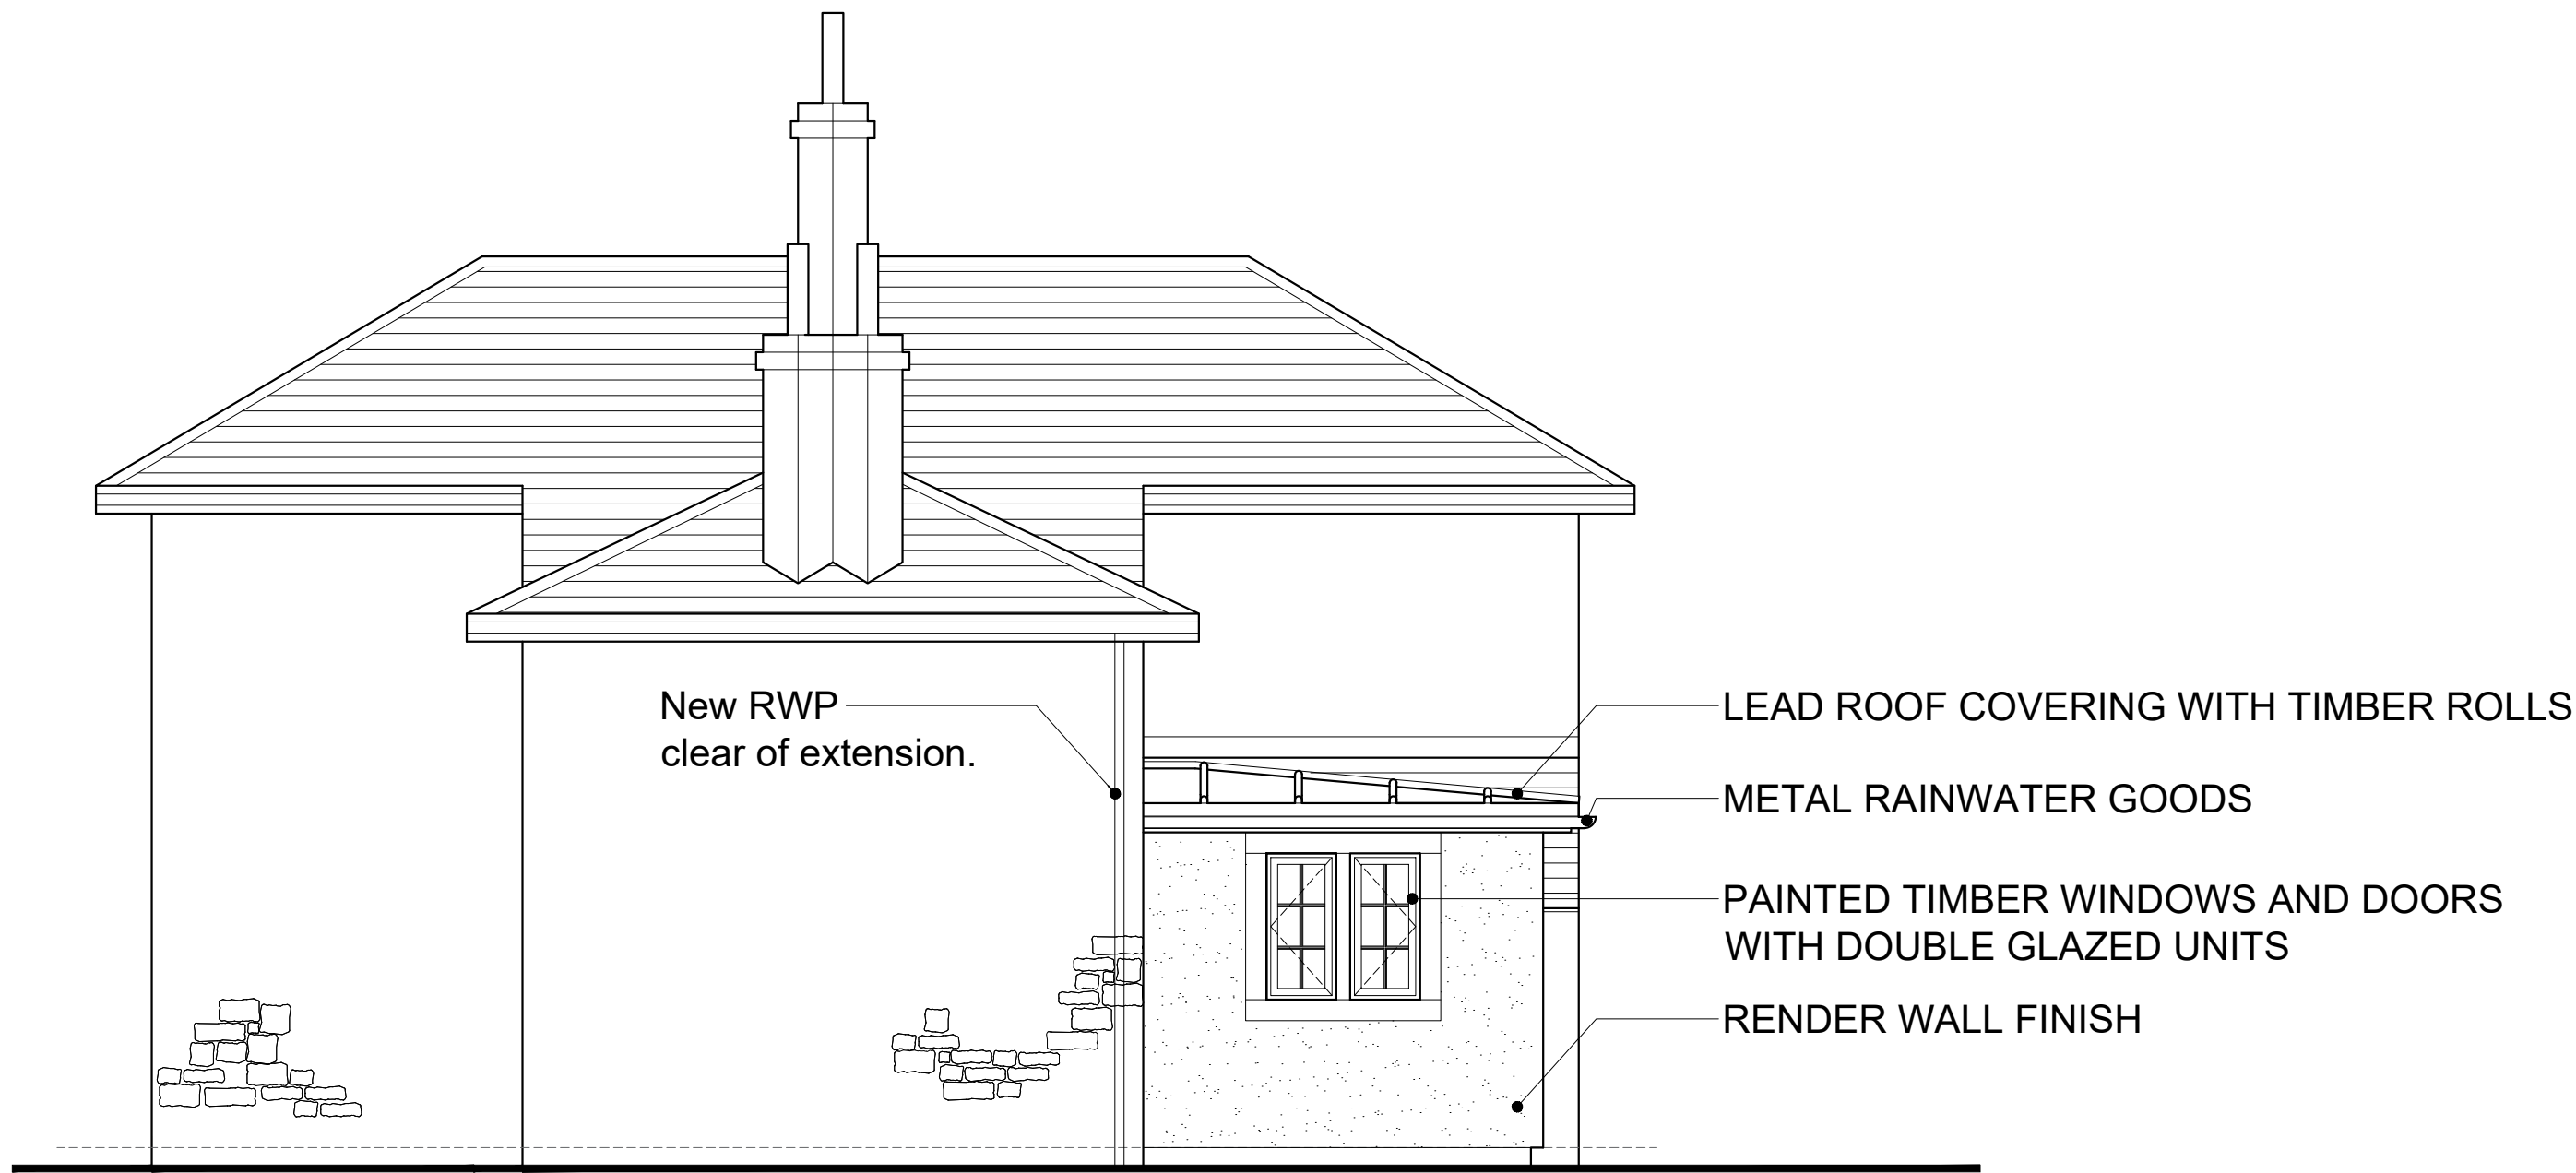 New RWP
clear of extension.
LEAD ROOF COVERING WITH TIMBER ROLLS
METAL RAINWATER GOODS
PAINTED TIMBER WINDOWS AND DOORS
WITH DOUBLE GLAZED UNITS
RENDER WALL FINISH